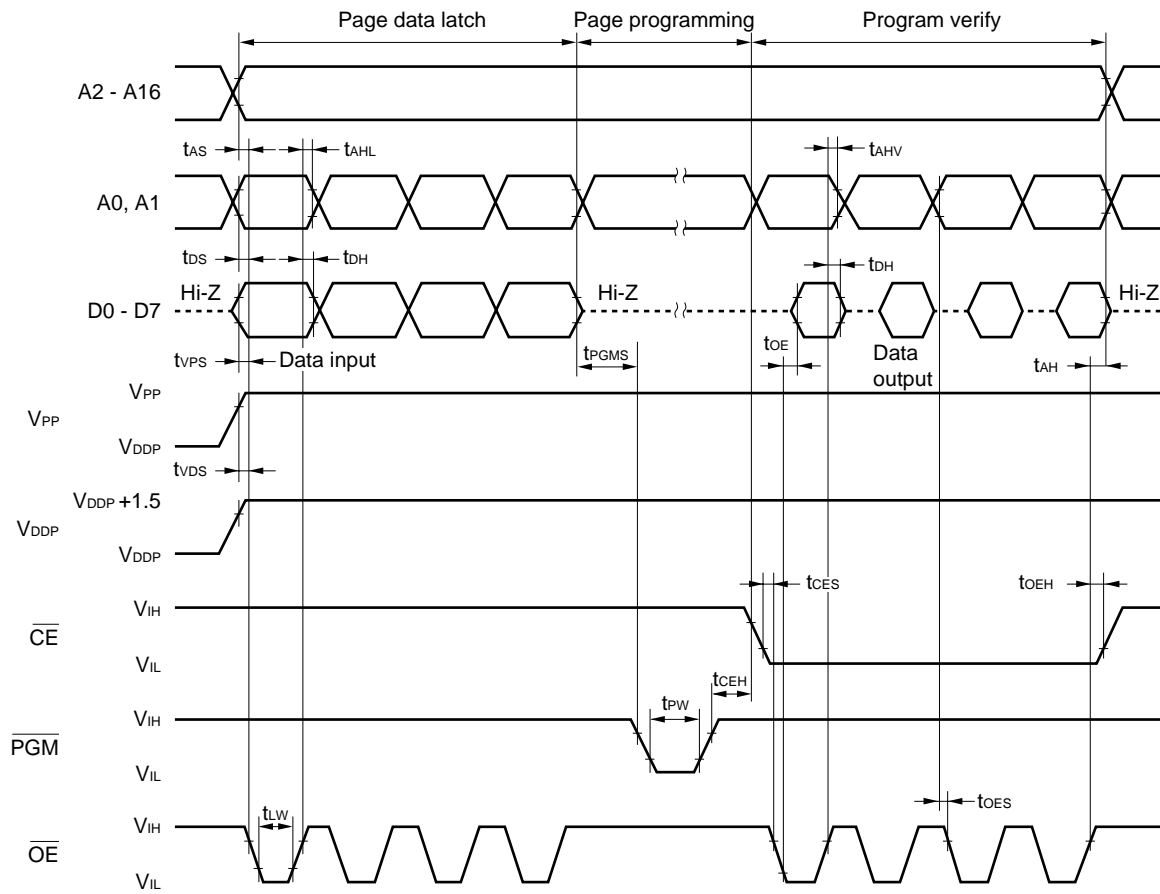 Page data latch Page programming Program verify
A2 - A16
tAS tAHL tAHV
A0, A1
tDS tDH tDH
Hi-Z Hi-Z Hi-Z
D0 - D7
tVPS Data input tPGMS tOE Data output tAH
VPP
VPP
VDDP
tVDS
VDDP +1.5
VDDP
VDDP
tCES tOEH
VIH
CE
VIL
tCEH
VIH tPW
PGM
VIL
tOES
VIH tLW
OE
VIL